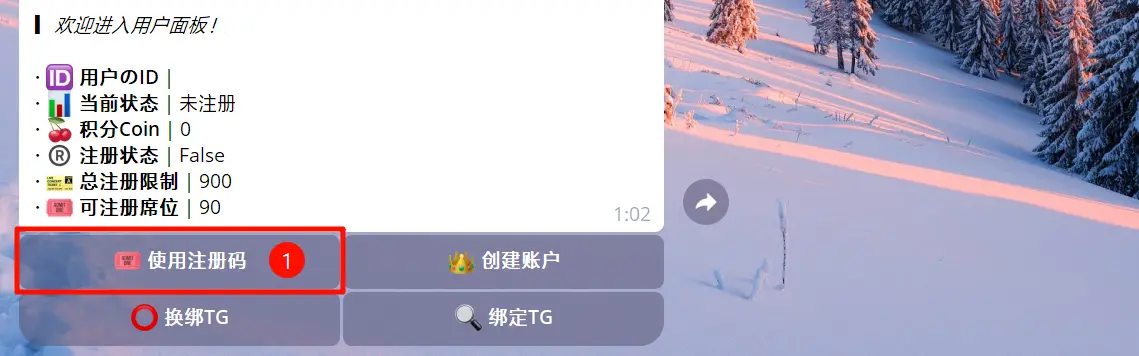 欢迎进入用户面板！
· 🆔 用户のID |
· 📊 当前状态 | 未注册
· 🍒 积分Coin | 0
· ®️ 注册状态 | False
· 🎫 总注册限制 | 900
· 🎟️ 可注册席位 | 90
1:02
🎟️ 使用注册码 1
👑 创建账户
⭕ 换绑TG
🔍 绑定TG